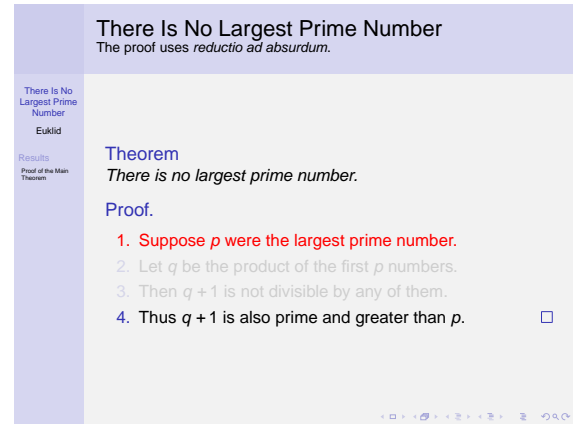 There Is No Largest Prime Number
The proof uses reductio ad absurdum.
There Is No
Largest Prime
Number
Euklid
Results
Proof of the Main
Theorem
Theorem
There is no largest prime number.
Proof.
1. Suppose p were the largest prime number.
2. Let q be the product of the first p numbers.
3. Then q + 1 is not divisible by any of them.
4. Thus q + 1 is also prime and greater than p.